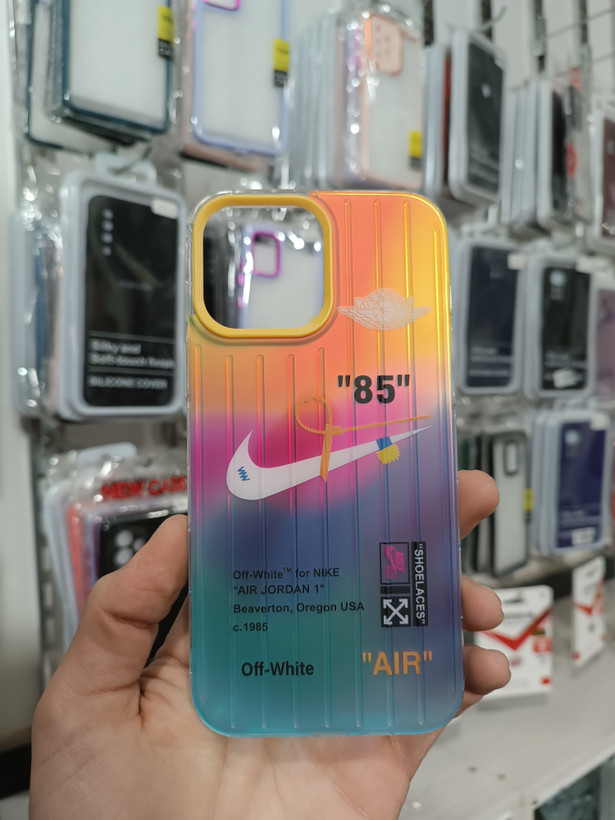 "85"
Off-White™ for NIKE
"AIR JORDAN 1"
Beaverton, Oregon USA
c.1985
"SHOELACES"
Off-White
"AIR"
Silky and
Soft-touch finish
SILICONE COVER
NEW CASE